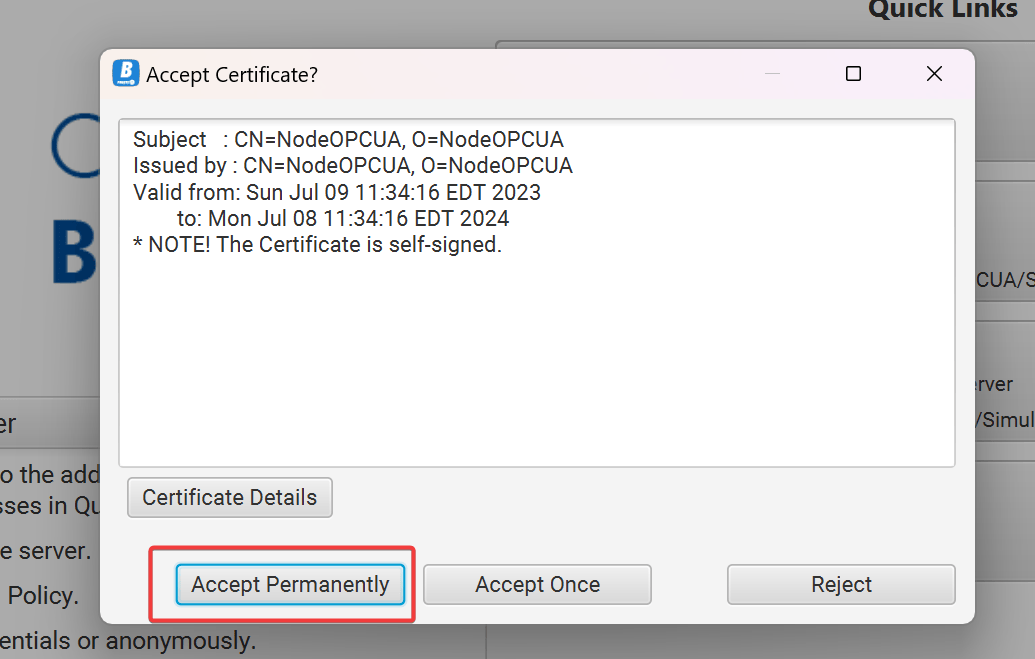 Quick Links
B
Accept Certificate?
Subject : CN=NodeOPCUA, O=NodeOPCUA
Issued by : CN=NodeOPCUA, O=NodeOPCUA
Valid from: Sun Jul 09 11:34:16 EDT 2023
to: Mon Jul 08 11:34:16 EDT 2024
* NOTE! The Certificate is self-signed.
B
CUA/S
erver
/Simul
er
o the add
sses in Qu
e server.
Policy.
entials or anonymously.
Certificate Details
Accept Permanently
Accept Once
Reject